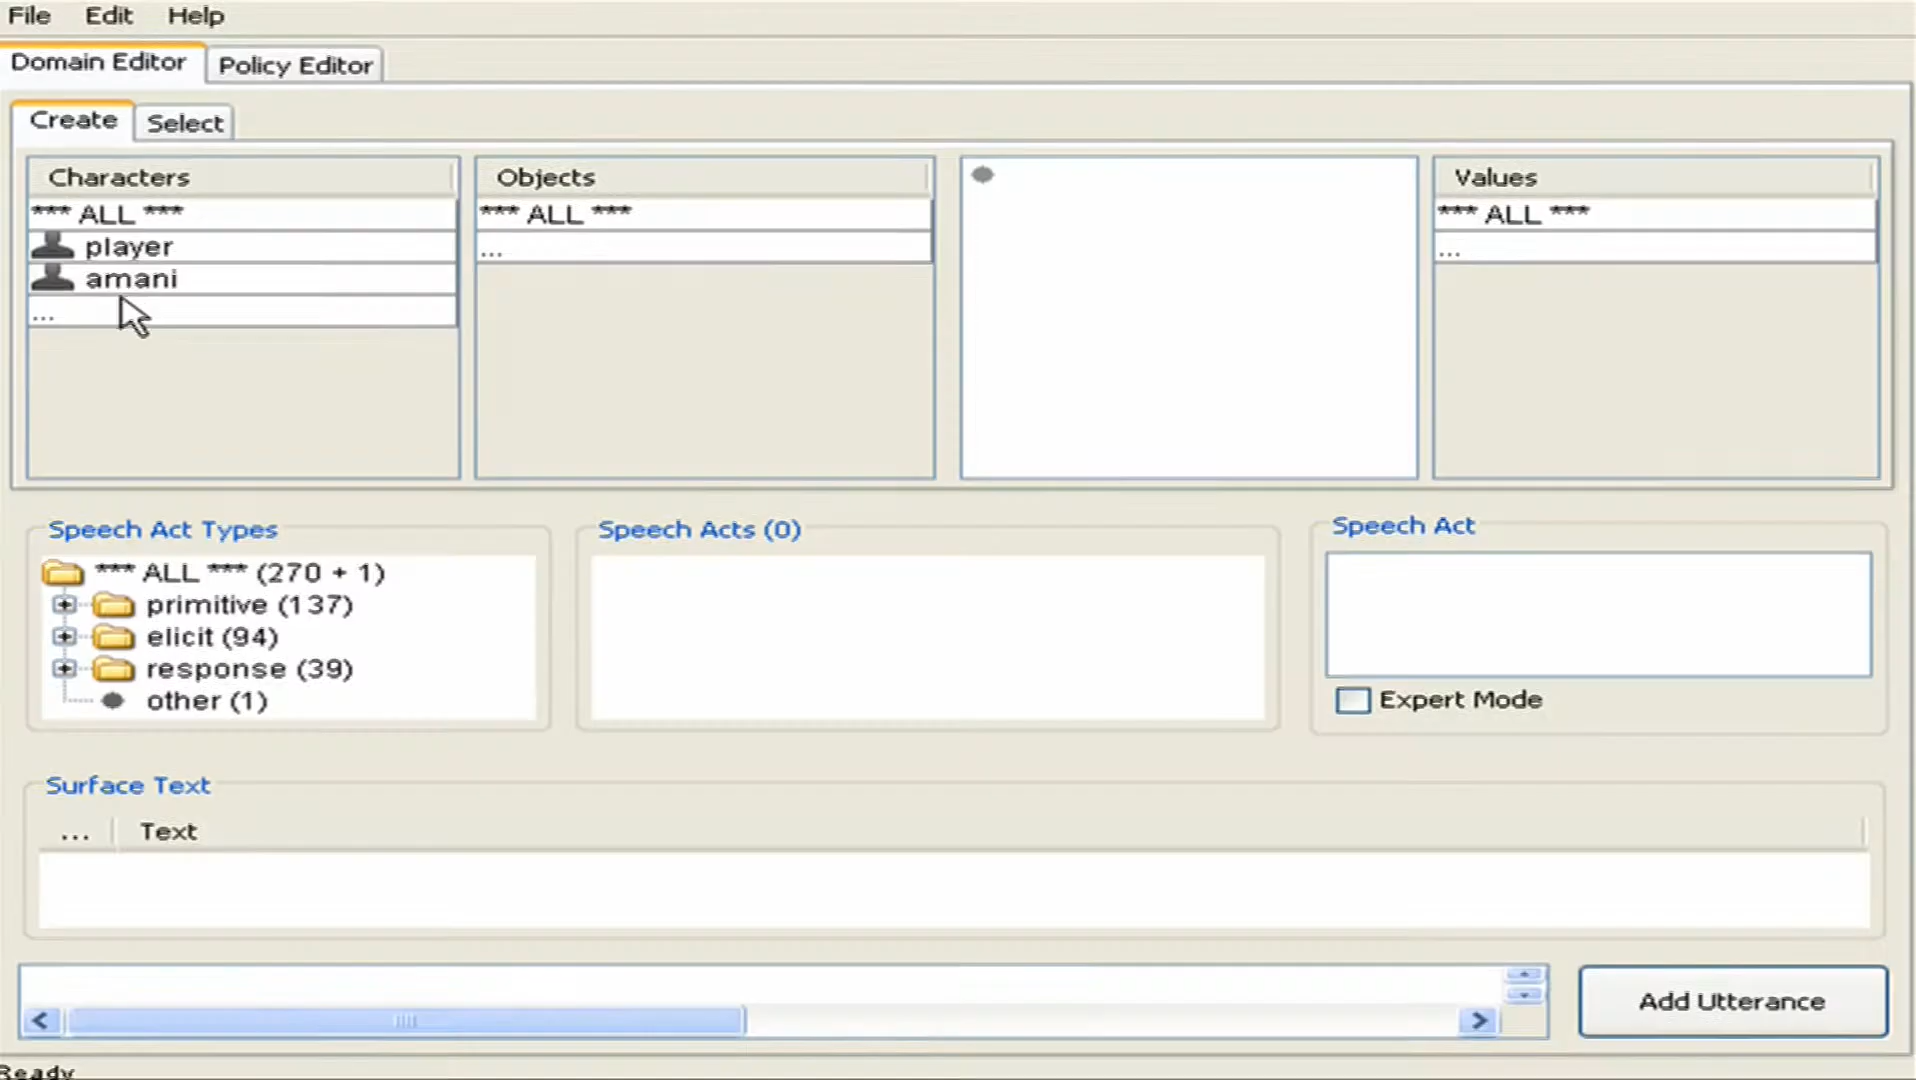 File Edit Help
Domain Editor Policy Editor
Create Select
Characters
*** ALL ***
player
amani
...
Objects
*** ALL ***
...
Values
*** ALL ***
...
Speech Act Types
*** ALL *** (270 + 1)
primitive (137)
elicit (94)
response (39)
other (1)
Speech Acts (0)
Speech Act
Expert Mode
Surface Text
... Text
Add Utterance
Ready